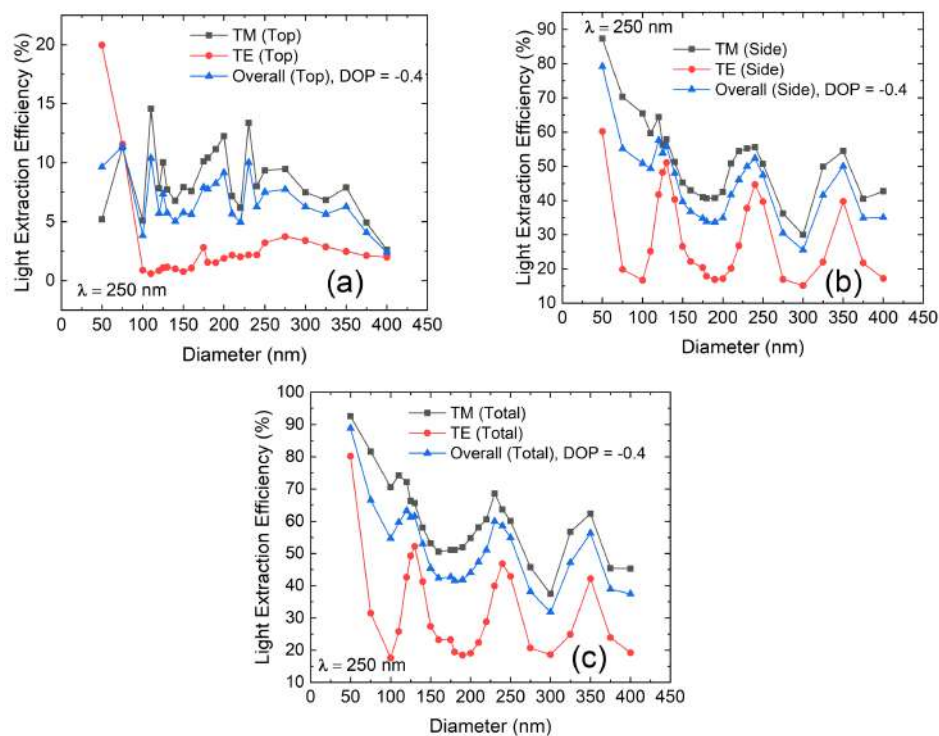 Light Extraction Efficiency (%)
20
15
10
5
0
TM (Top)
TE (Top)
Overall (Top), DOP = -0.4
λ = 250 nm
(a)
0 50 100 150 200 250 300 350 400 450
Diameter (nm)
Light Extraction Efficiency (%)
90
80
70
60
50
40
30
20
10
λ = 250 nm
TM (Side)
TE (Side)
Overall (Side), DOP = -0.4
(b)
0 50 100 150 200 250 300 350 400 450
Diameter (nm)
Light Extraction Efficiency (%)
100
90
80
70
60
50
40
30
20
10
TM (Total)
TE (Total)
Overall (Total), DOP = -0.4
λ = 250 nm
(c)
0 50 100 150 200 250 300 350 400 450
Diameter (nm)